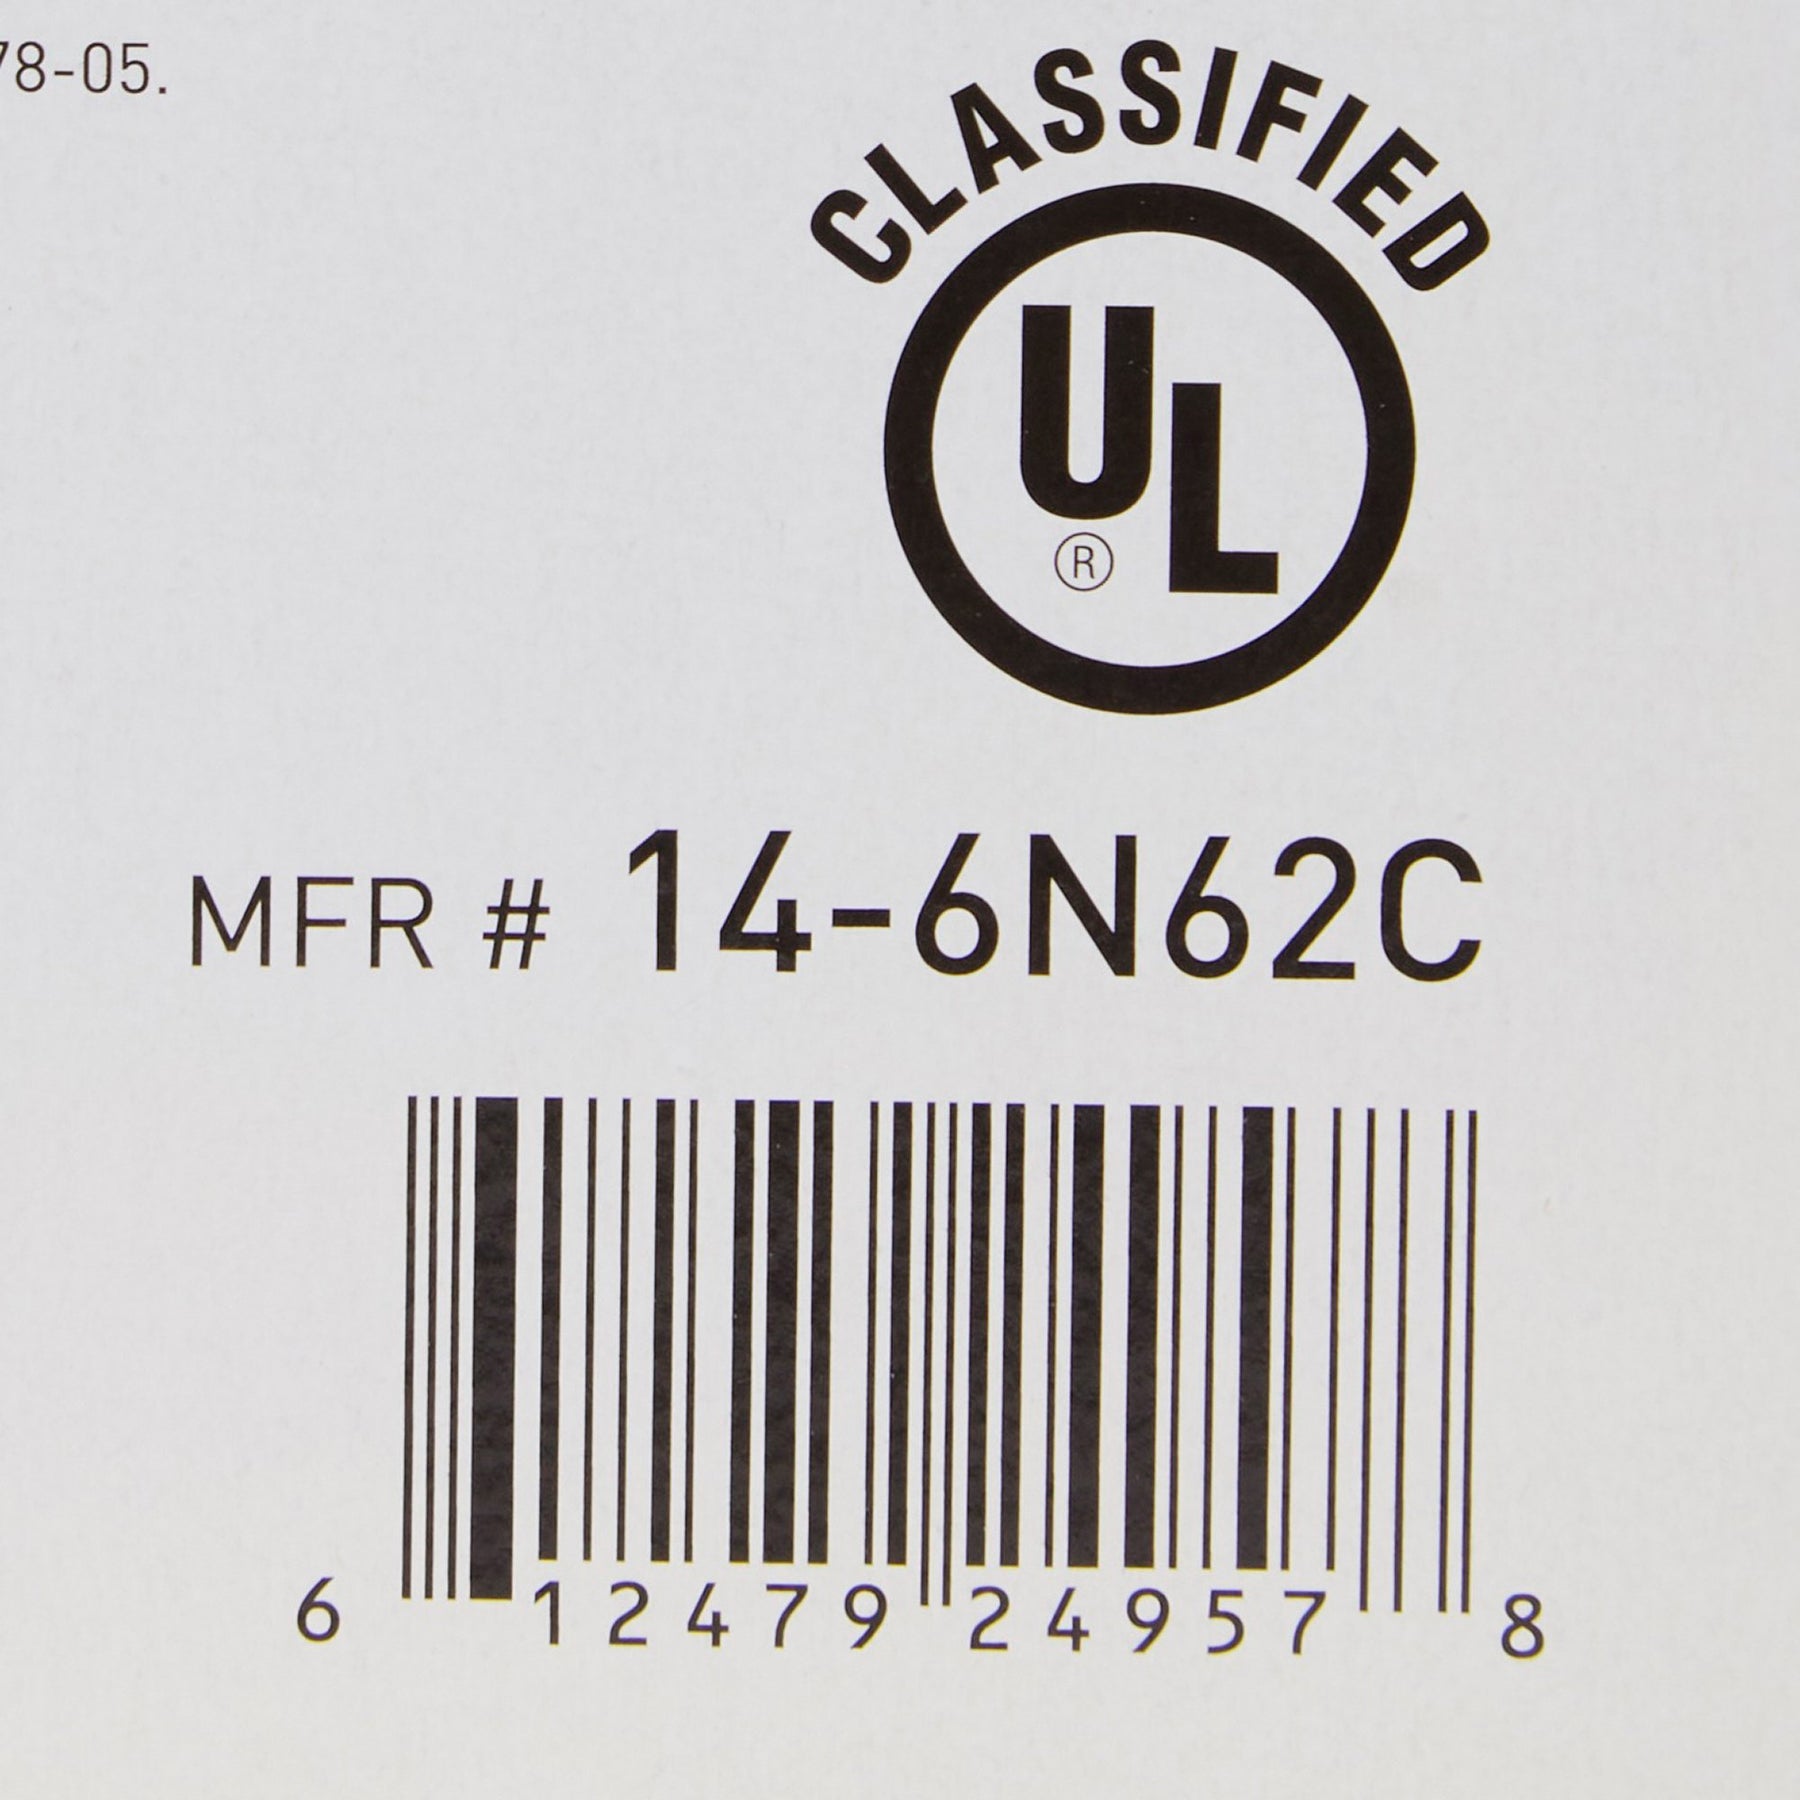 78-05.
CLASSIFIED
UL
®
MFR # 14-6N62C
6 12479 24957 8